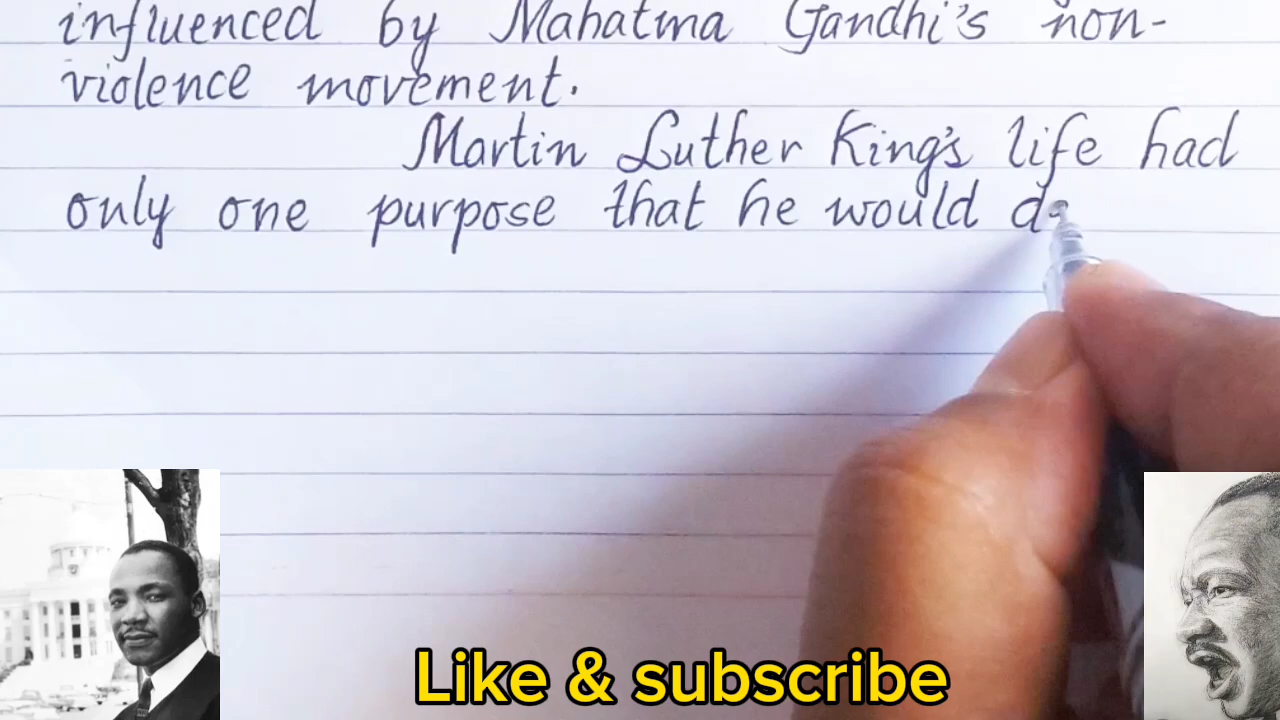 influenced by Mahatma Gandhi's non-
violence movement.
Martin Luther King's life had
only one purpose that he would do
Like & subscribe